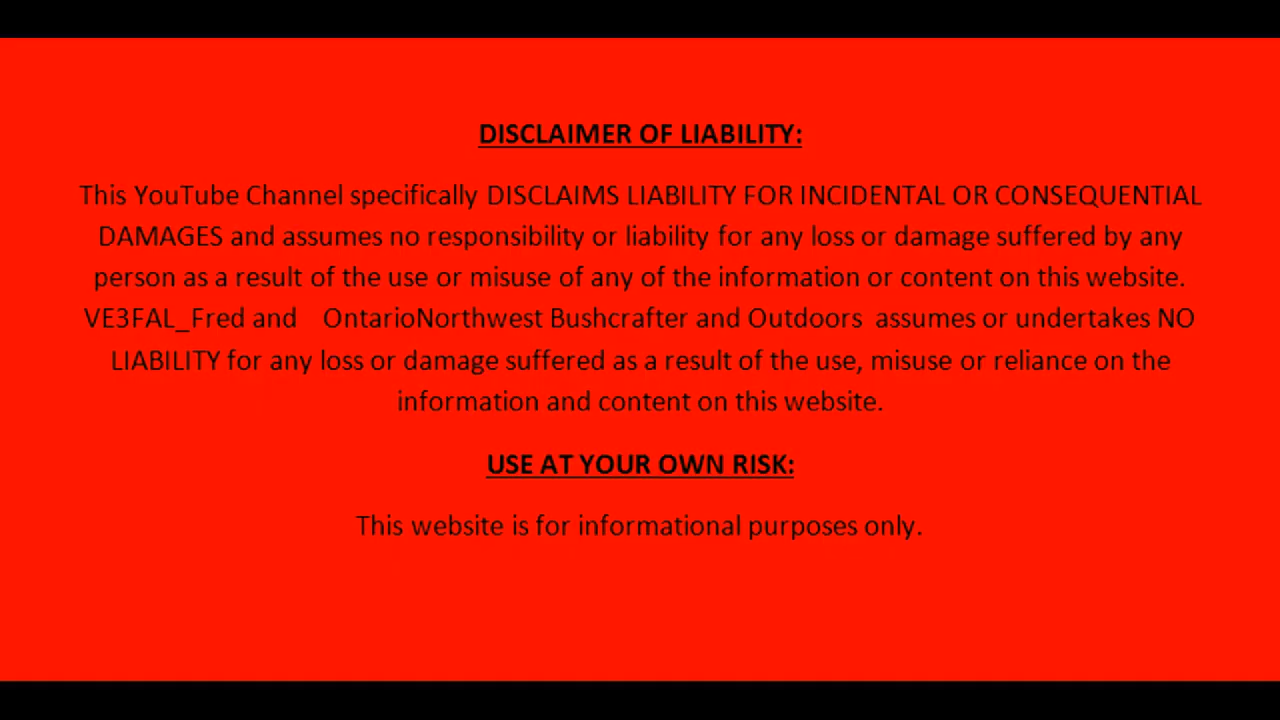 DISCLAIMER OF LIABILITY:
This YouTube Channel specifically DISCLAIMS LIABILITY FOR INCIDENTAL OR CONSEQUENTIAL
DAMAGES and assumes no responsibility or liability for any loss or damage suffered by any
person as a result of the use or misuse of any of the information or content on this website.
VE3FAL_Fred and OntarioNorthwest Bushcrafter and Outdoors assumes or undertakes NO
LIABILITY for any loss or damage suffered as a result of the use, misuse or reliance on the
information and content on this website.
USE AT YOUR OWN RISK:
This website is for informational purposes only.